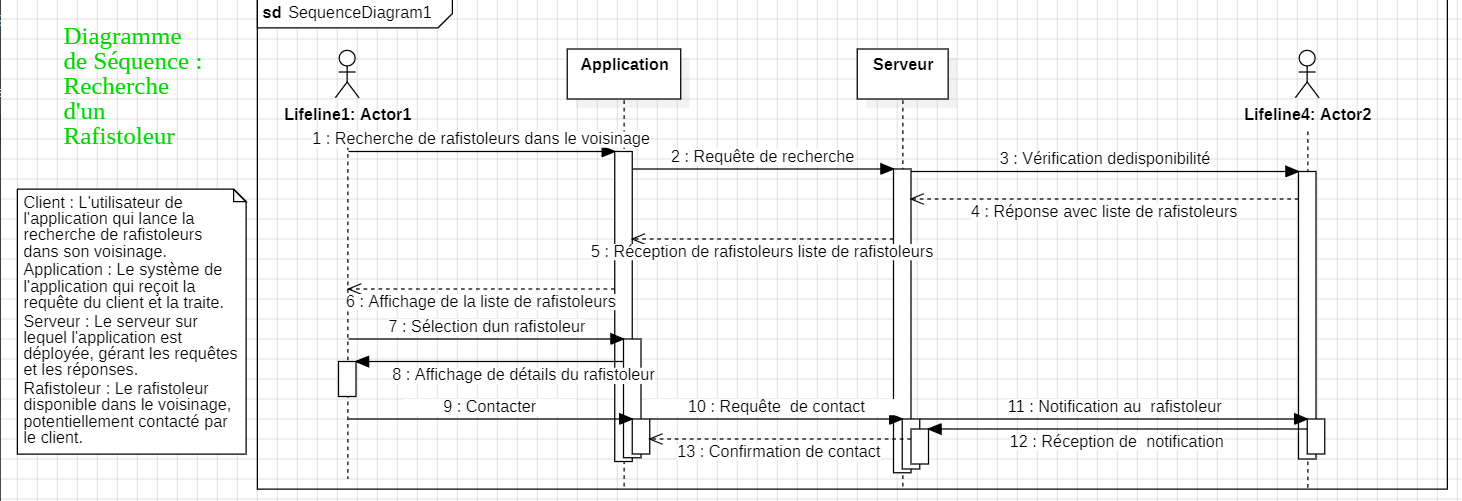 sd SequenceDiagram1
Diagramme
de Séquence :
Recherche
d'un
Rafistoleur
Application
Serveur
Lifeline1: Actor1
Lifeline4: Actor2
1 : Recherche de rafistoleurs dans le voisinage
2 : Requête de recherche
3 : Vérification dedisponibilité
4 : Réponse avec liste de rafistoleurs
5 : Réception de rafistoleurs liste de rafistoleurs
6 : Affichage de la liste de rafistoleurs
7 : Sélection dun rafistoleur
8 : Affichage de détails du rafistoleur
9 : Contacter
10 : Requête de contact
11 : Notification au rafistoleur
12 : Réception de notification
13 : Confirmation de contact
Client : L'utilisateur de
l'application qui lance la
recherche de rafistoleurs
dans son voisinage.
Application : Le système de
l'application qui reçoit la
requête du client et la traite.
Serveur : Le serveur sur
lequel l'application est
déployée, gérant les requêtes
et les réponses.
Rafistoleur : Le rafistoleur
disponible dans le voisinage,
potentiellement contacté par
le client.